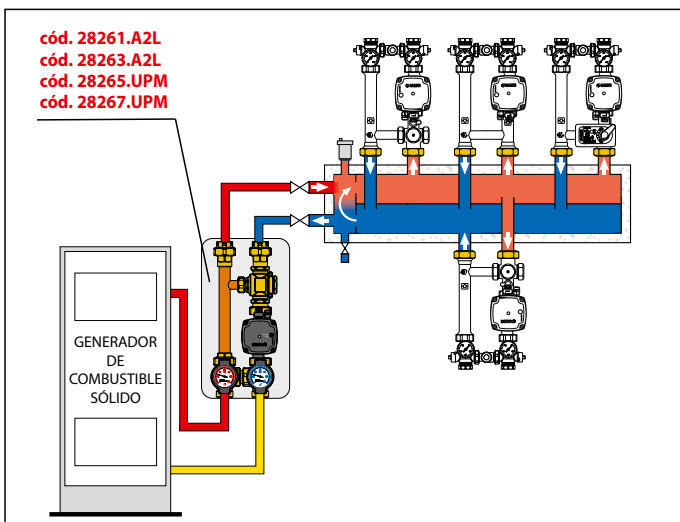 cód. 28261.A2L
cód. 28263.A2L
cód. 28265.UPM
cód. 28267.UPM
GENERADOR
DE
COMBUSTIBLE
SÓLIDO